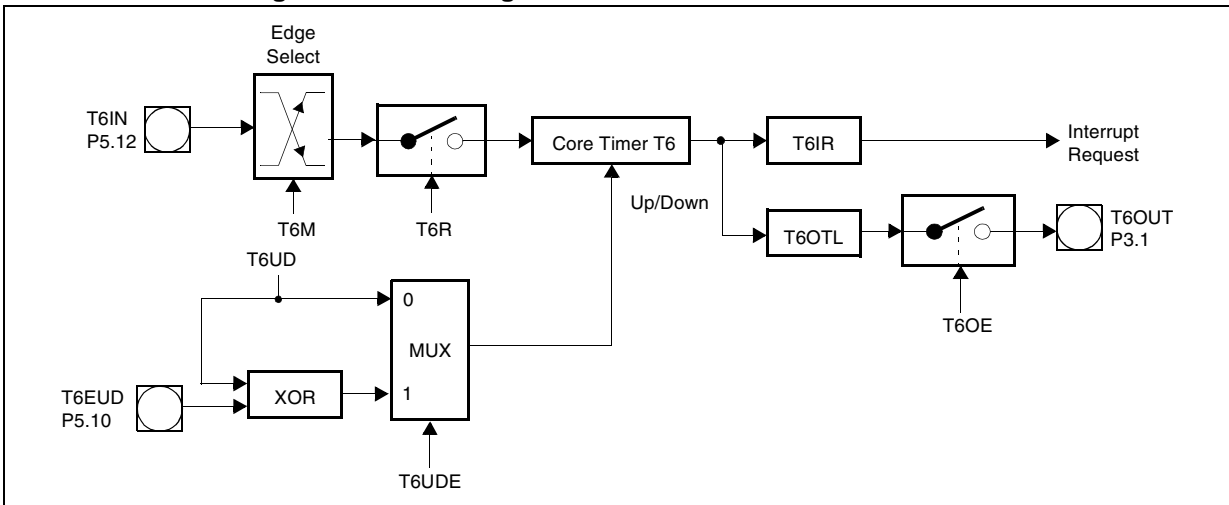 Edge
Select
T6IN
P5.12
Core Timer T6
T6IR
Interrupt
Request
T6M
T6R
Up/Down
T6OTL
T6OUT
P3.1
T6UD
0
MUX
1
T6OE
T6EUD
P5.10
XOR
T6UDE